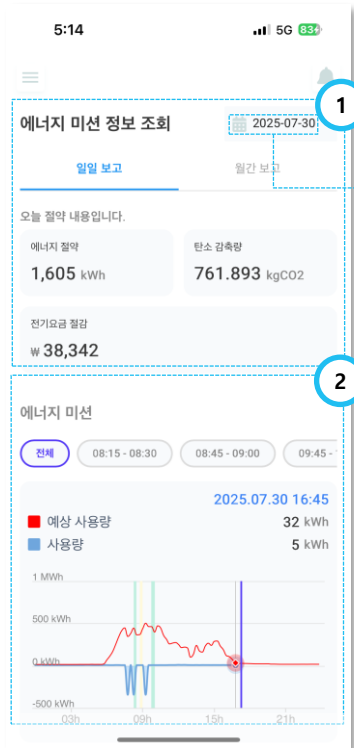 5:14 5G 83
1
에너지 미션 정보 조회 2025-07-30
일일 보고 월간 보고
오늘 절약 내용입니다.
에너지 절약 탄소 감축량
1,605 kWh 761.893 kgCO2
전기요금 절감
₩ 38,342
2
에너지 미션
전체 08:15 - 08:30 08:45 - 09:00 09:45 -
2025.07.30 16:45
예상 사용량 32 kWh
사용량 5 kWh
1 MWh
500 kWh
0 kWh
-500 kWh
03h 09h 15h 21h